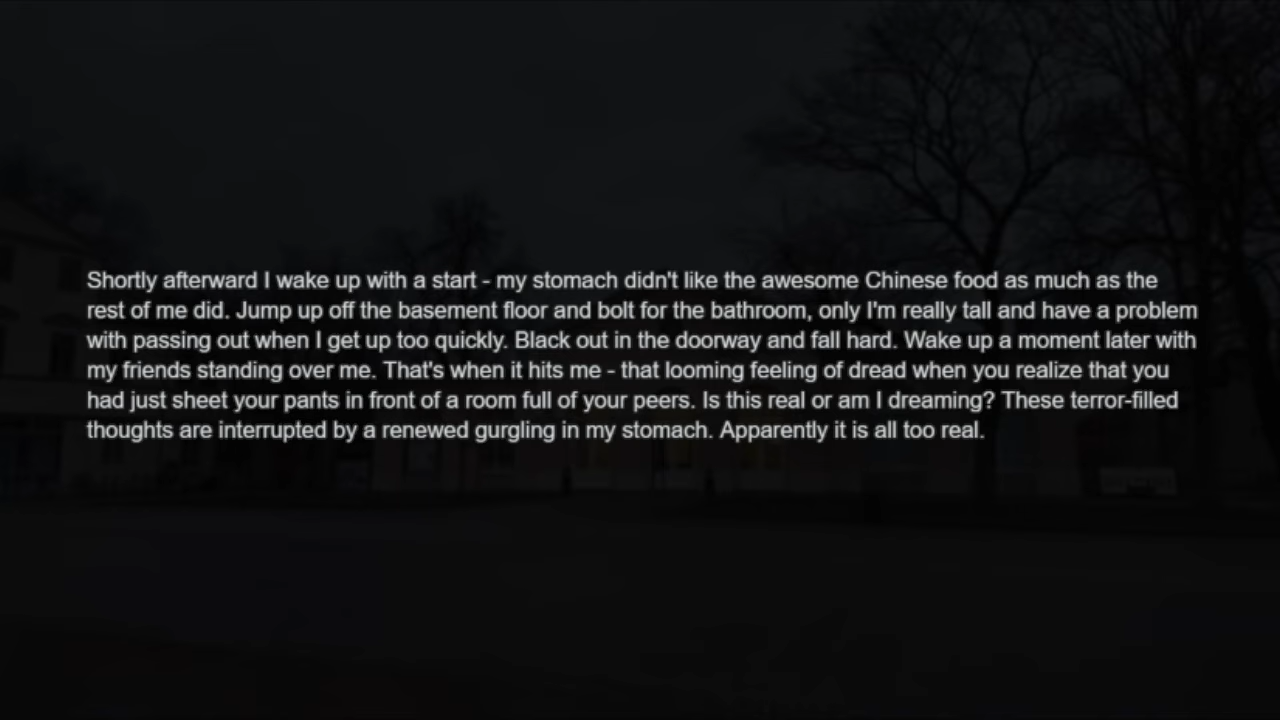 Shortly afterward I wake up with a start - my stomach didn't like the awesome Chinese food as much as the
rest of me did. Jump up off the basement floor and bolt for the bathroom, only I'm really tall and have a problem
with passing out when I get up too quickly. Black out in the doorway and fall hard. Wake up a moment later with
my friends standing over me. That's when it hits me - that looming feeling of dread when you realize that you
had just sheet your pants in front of a room full of your peers. Is this real or am I dreaming? These terror-filled
thoughts are interrupted by a renewed gurgling in my stomach. Apparently it is all too real.